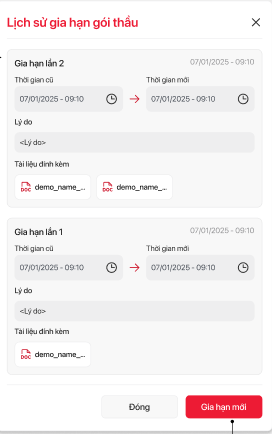 Lịch sử gia hạn gói thầu
Gia hạn lần 2 07/01/2025 - 09:10
Thời gian cũ Thời gian mới
07/01/2025 - 09:10 07/01/2025 - 09:10
Lý do
<Lý do>
Tài liệu đính kèm
DOC demo_name_... DOC demo_name_...
Gia hạn lần 1 07/01/2025 - 09:10
Thời gian cũ Thời gian mới
07/01/2025 - 09:10 07/01/2025 - 09:10
Lý do
<Lý do>
Tài liệu đính kèm
DOC demo_name_...
Đóng Gia hạn mới